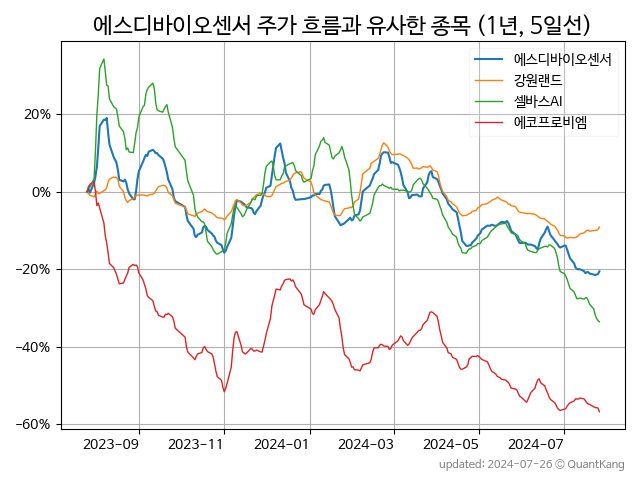 에스디바이오센서 주가 흐름과 유사한 종목 (1년, 5일선)
에스디바이오센서
강원랜드
셀바스AI
에코프로비엠
20%
0%
−20%
−40%
−60%
2023-09 2023-11 2024-01 2024-03 2024-05 2024-07
updated: 2024-07-26 © QuantKang